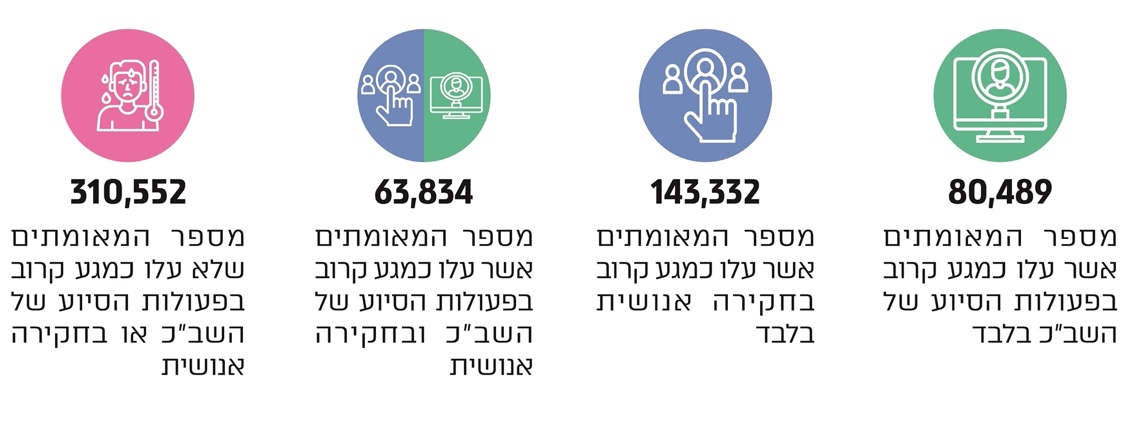 80,489
מספר המאומתים
אשר עלו כמגע קרוב
בפעולות הסיוע של
השב"כ בלבד
143,332
מספר המאומתים
אשר עלו כמגע קרוב
בחקירה אנושית
בלבד
63,834
מספר המאומתים
אשר עלו כמגע קרוב
בפעולות הסיוע של
השב"כ ובחקירה
אנושית
310,552
מספר המאומתים
שלא עלו כמגע קרוב
בפעולות הסיוע של
השב"כ או בחקירה
אנושית